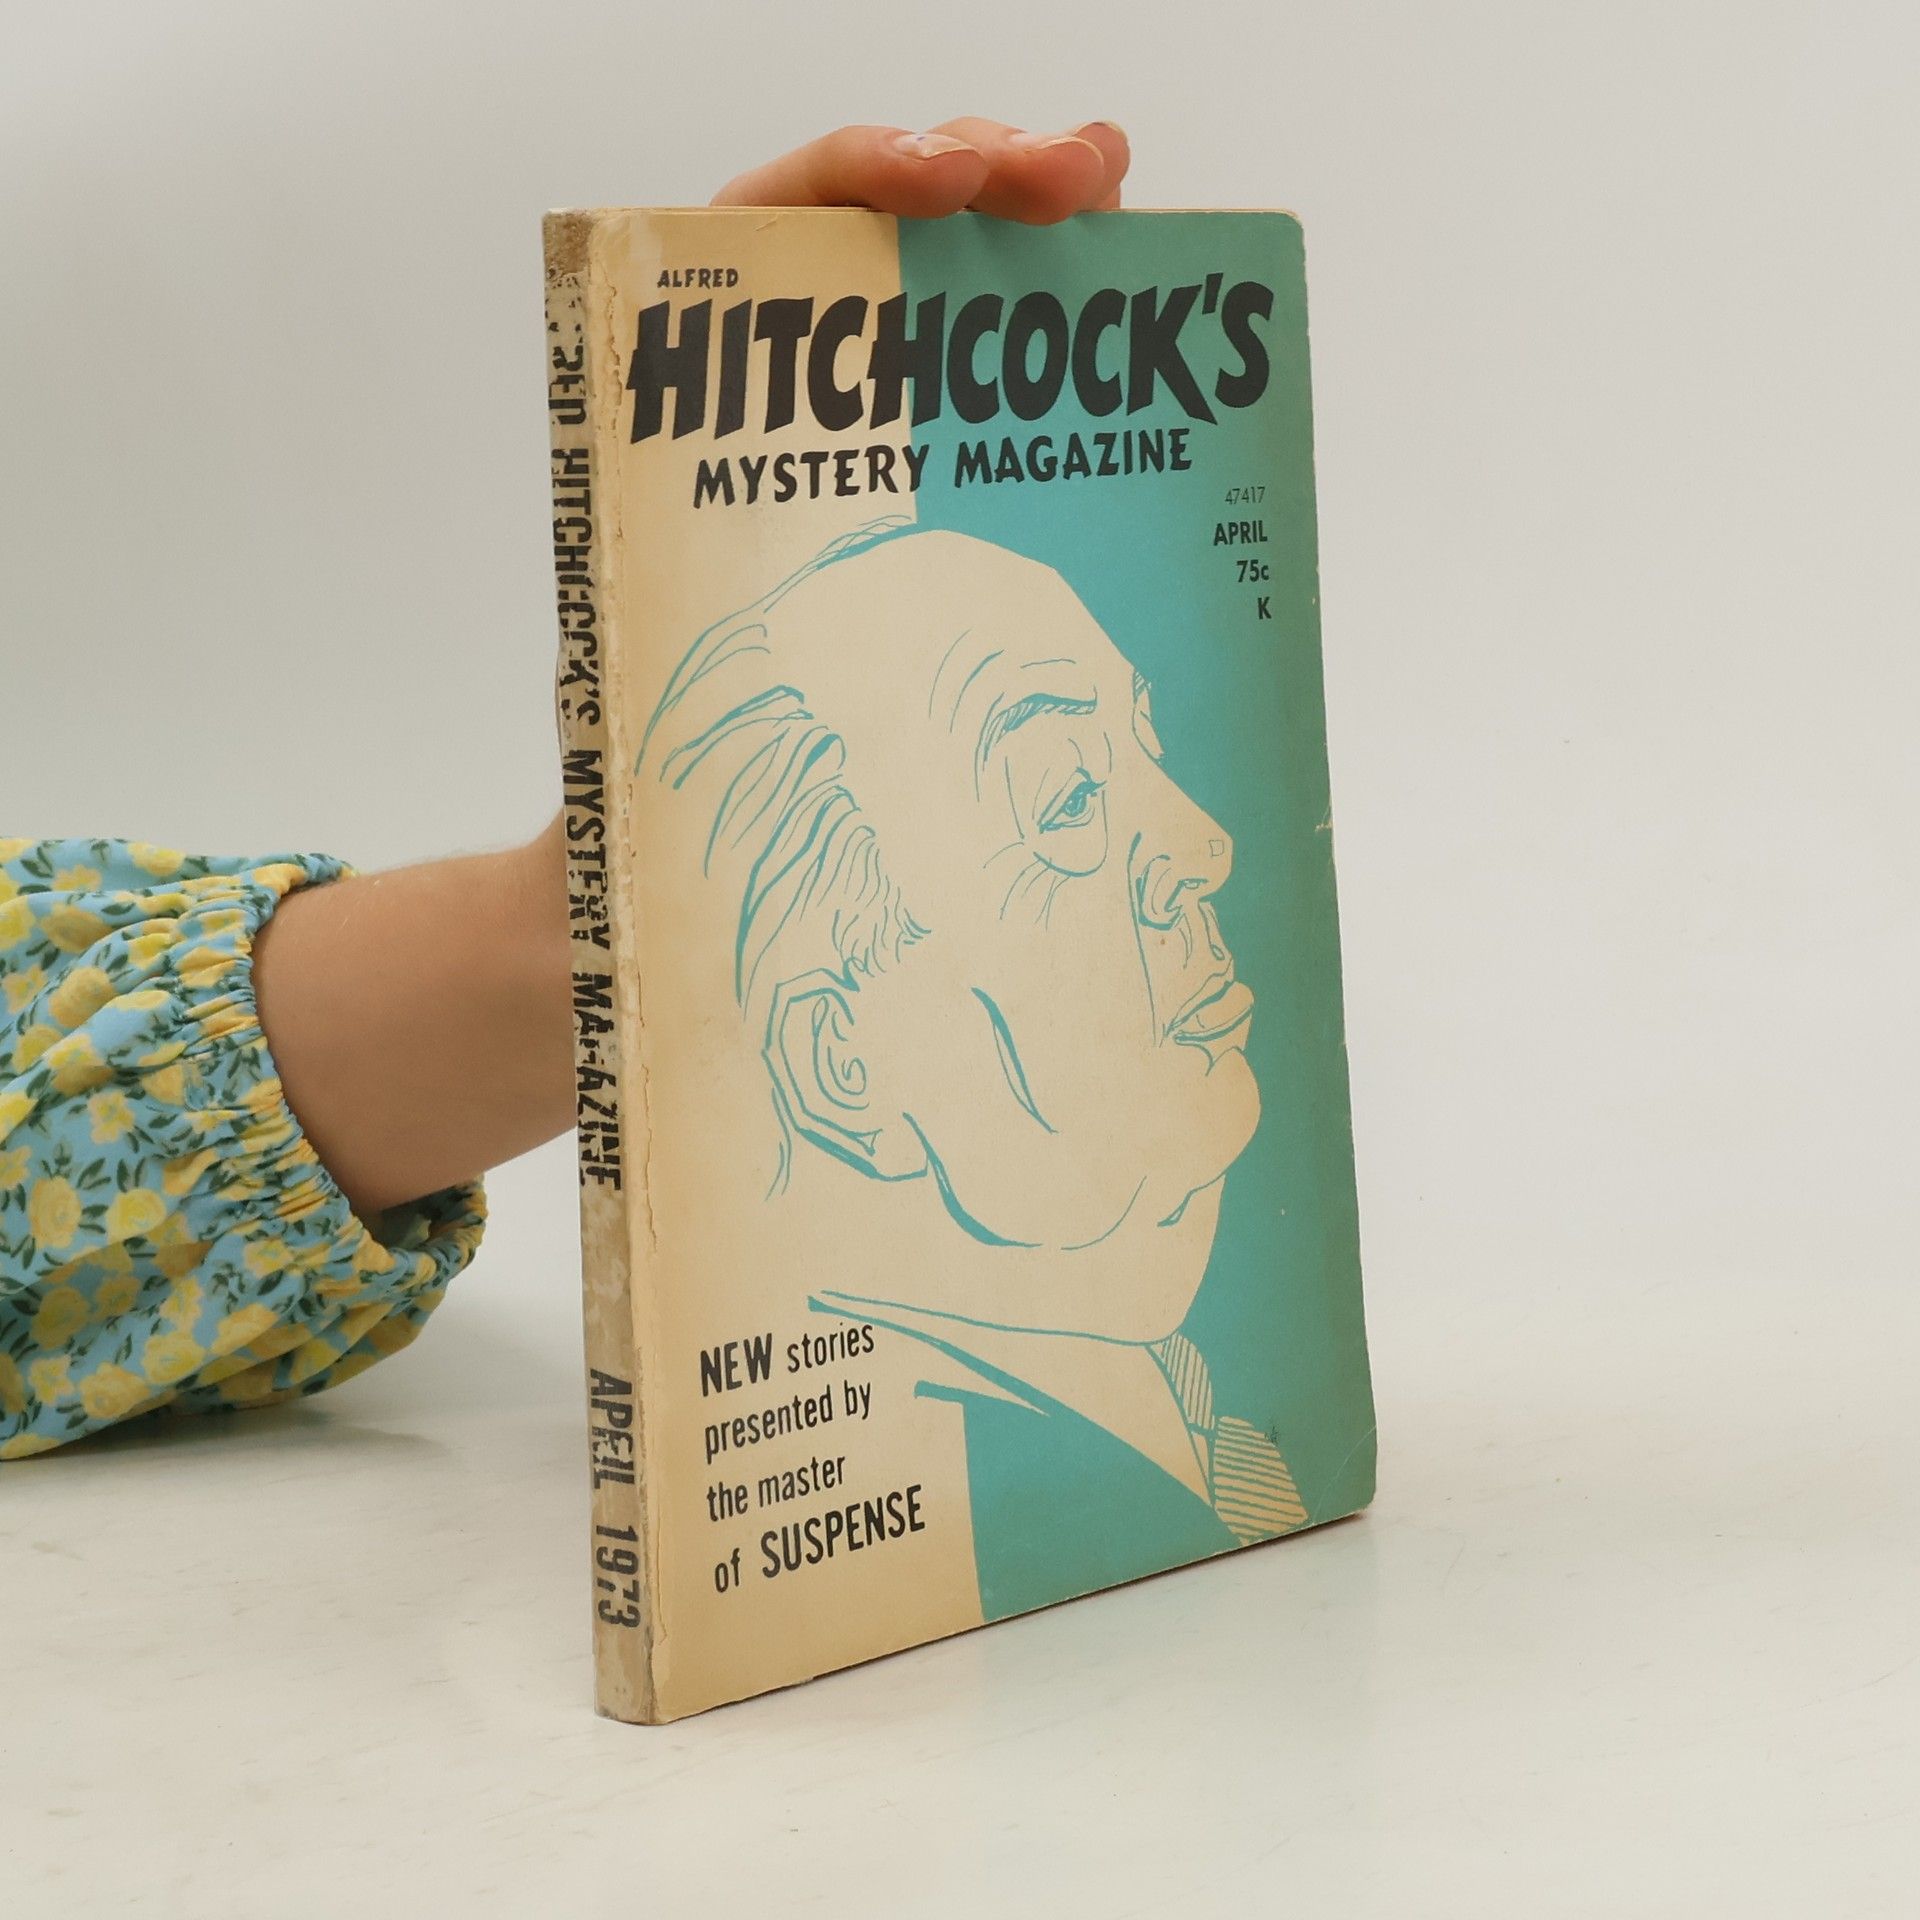 ALFRED
HITCHCOCK'S
MYSTERY MAGAZINE
47417
APRIL
75c
K
NEW stories
presented by
the master
of SUSPENSE
HITCHCOCK'S MYSTERY MAGAZINE APRIL 1973